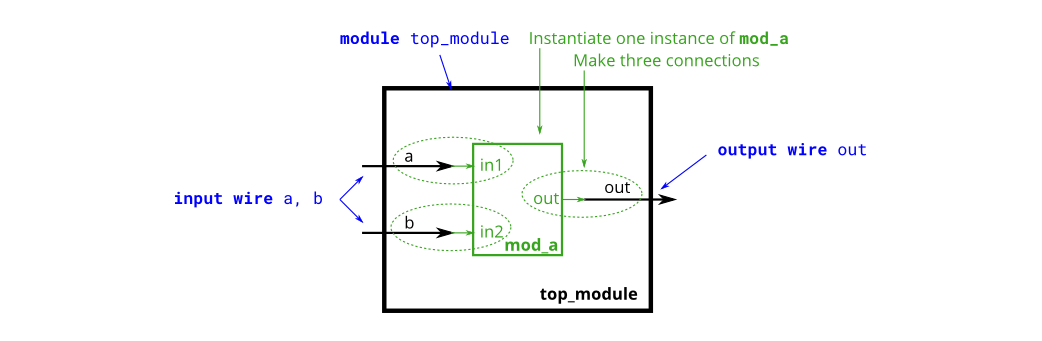 module top_module
Instantiate one instance of mod_a
Make three connections
output wire out
a
in1
input wire a, b
out
out
b
in2
mod_a
top_module